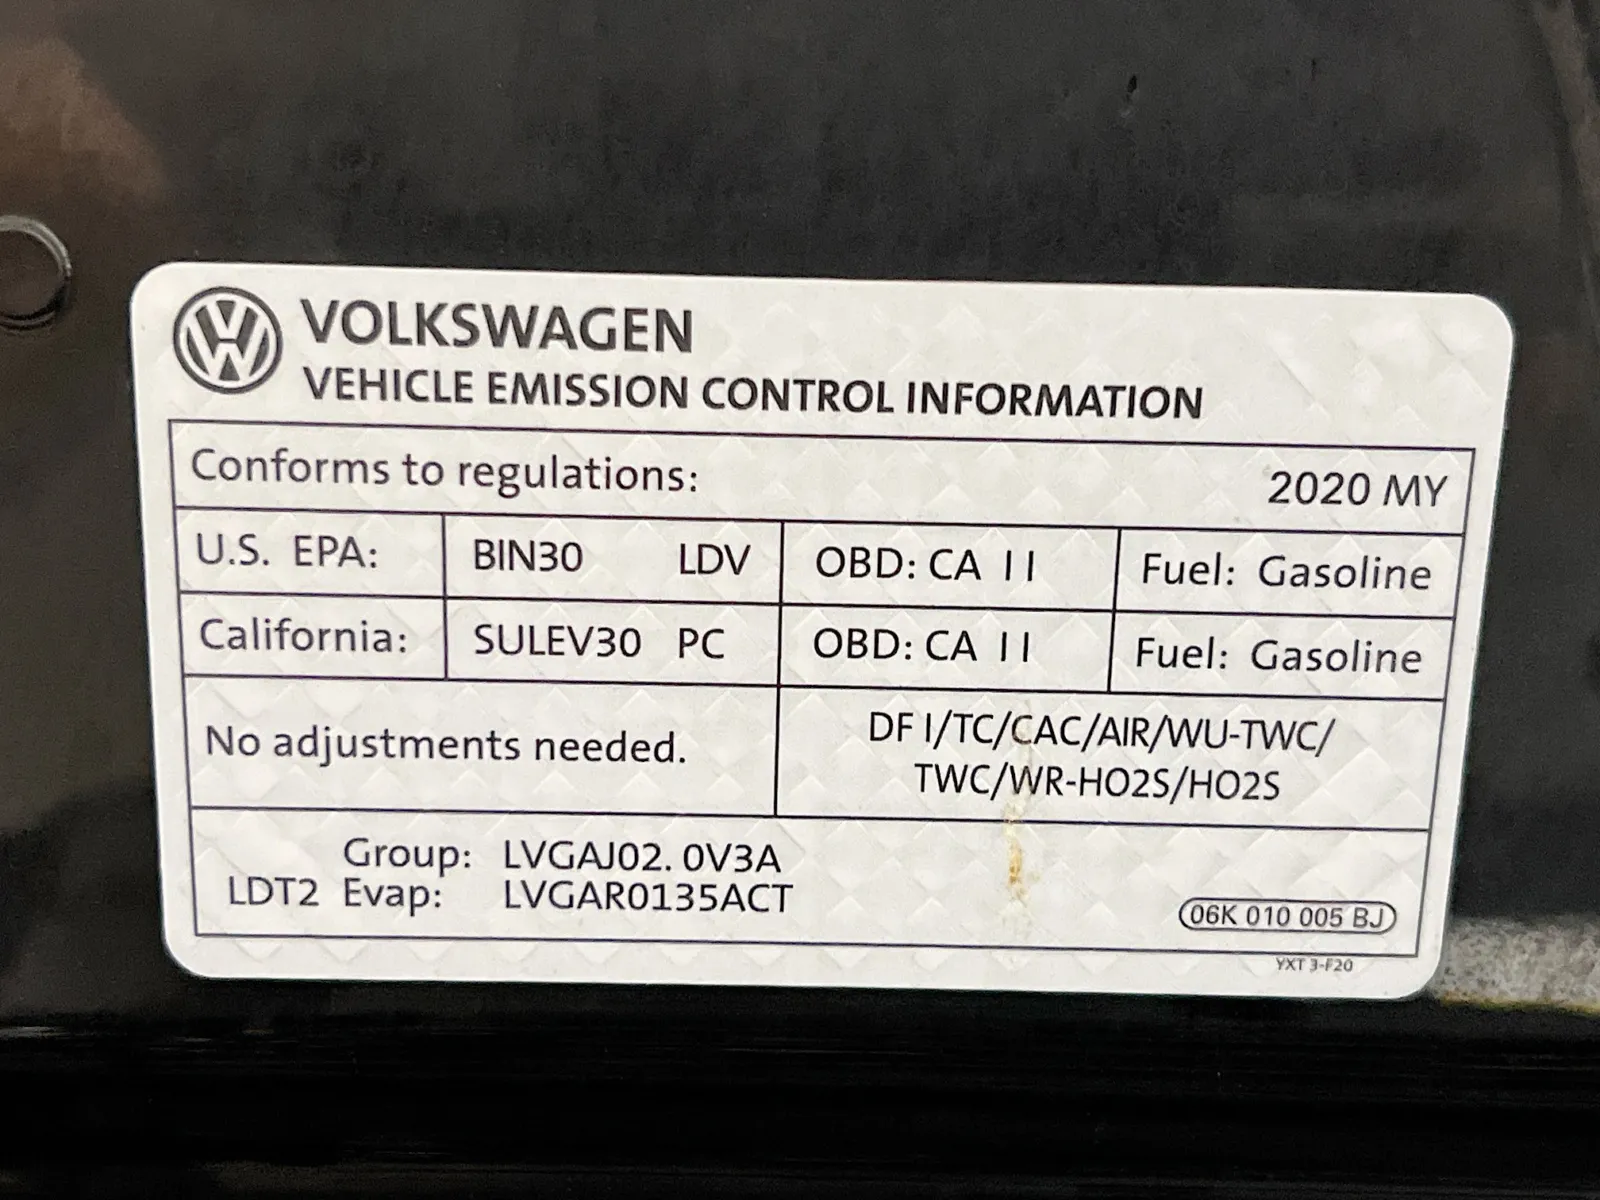 VOLKSWAGEN
VEHICLE EMISSION CONTROL INFORMATION
Conforms to regulations: 2020 MY
U.S. EPA: BIN30 LDV OBD: CA II Fuel: Gasoline
California: SULEV30 PC OBD: CA II Fuel: Gasoline
No adjustments needed.
DFI/TC/CAC/AIR/WU-TWC/
TWC/WR-HO2S/HO2S
Group: LVGAJ02.0V3A
LDT2 Evap: LVGAR0135ACT
06K 010 005 BJ
YXT 3-F20